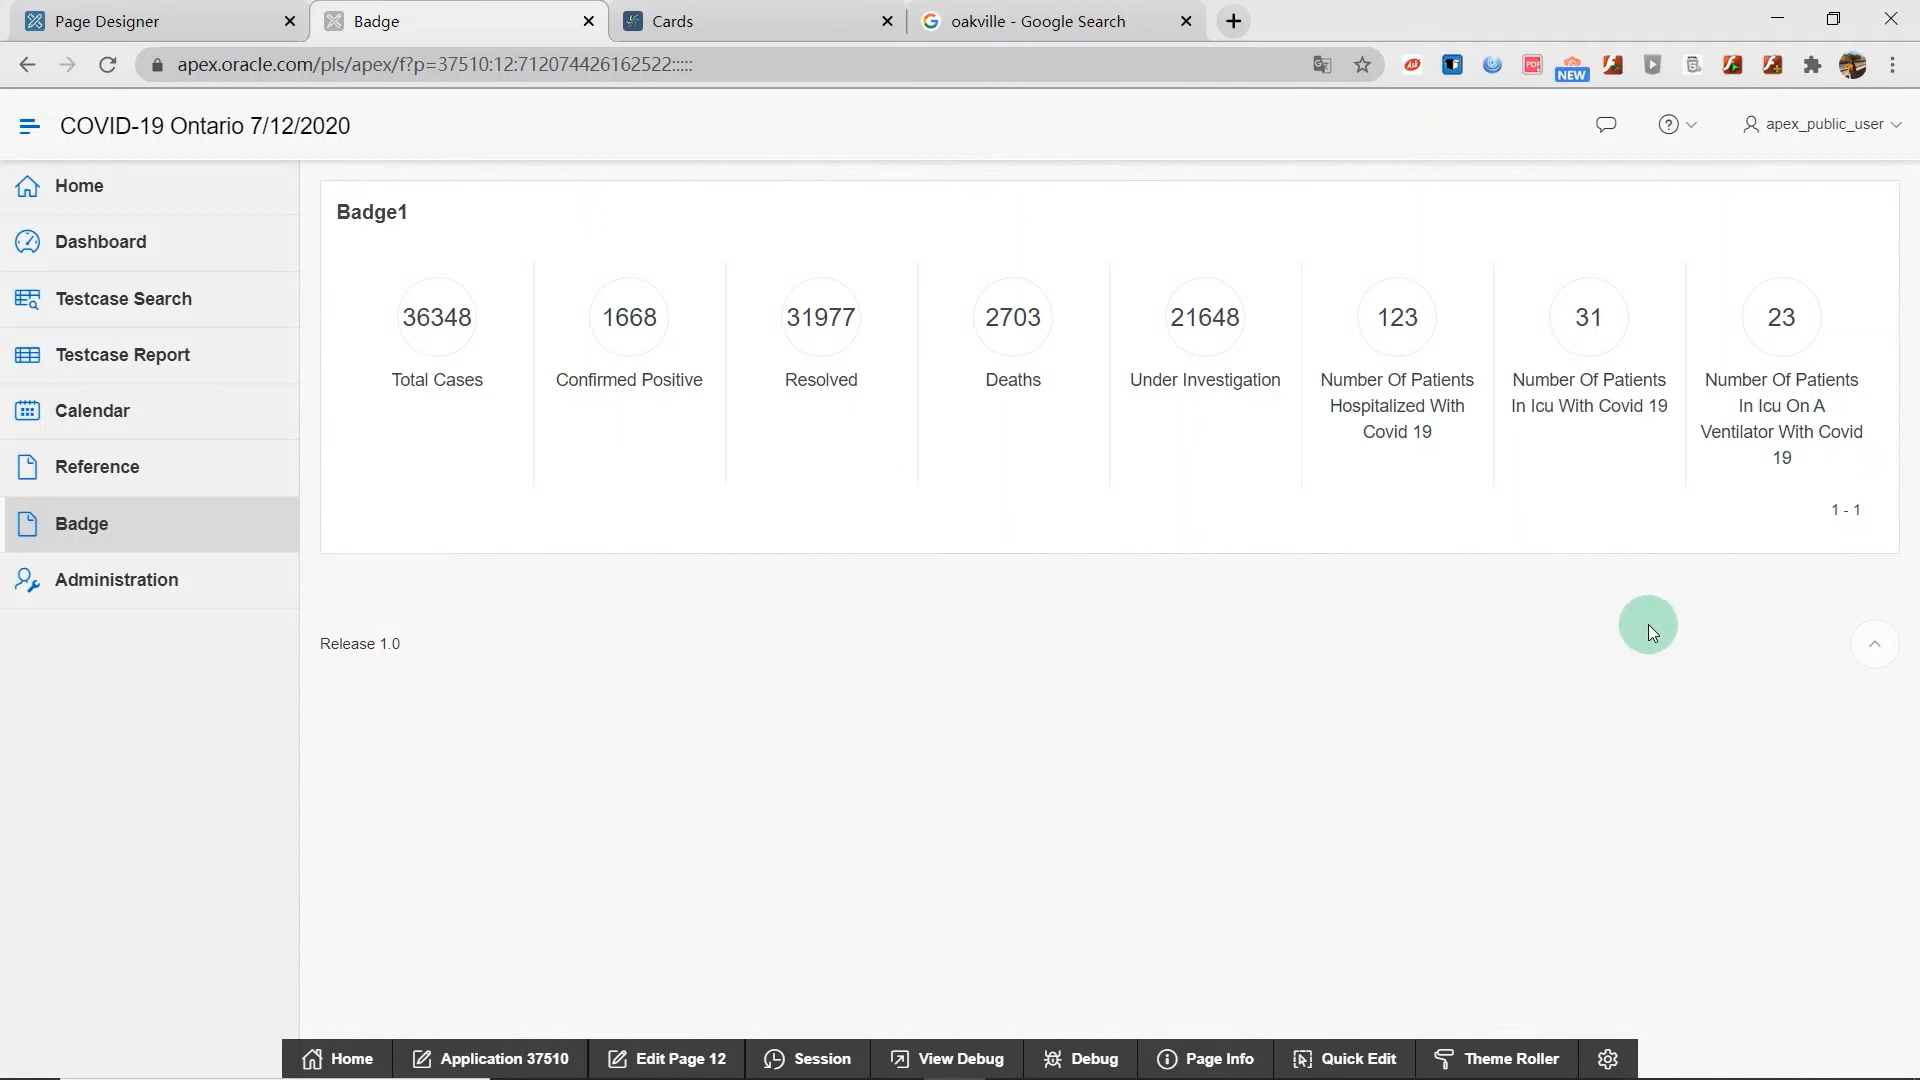 Page Designer
Badge
Cards
oakville - Google Search
apex.oracle.com/pls/apex/f?p=37510:12:712074426162522:::::
NEW
COVID-19 Ontario 7/12/2020
apex_public_user
Home
Dashboard
Testcase Search
Testcase Report
Calendar
Reference
Badge
Administration
Badge1
36348
Total Cases
1668
Confirmed Positive
31977
Resolved
2703
Deaths
21648
Under Investigation
123
Number Of Patients
Hospitalized With
Covid 19
31
Number Of Patients
In Icu With Covid 19
23
Number Of Patients
In Icu On A
Ventilator With Covid
19
1 - 1
Release 1.0
Home
Application 37510
Edit Page 12
Session
View Debug
Debug
Page Info
Quick Edit
Theme Roller